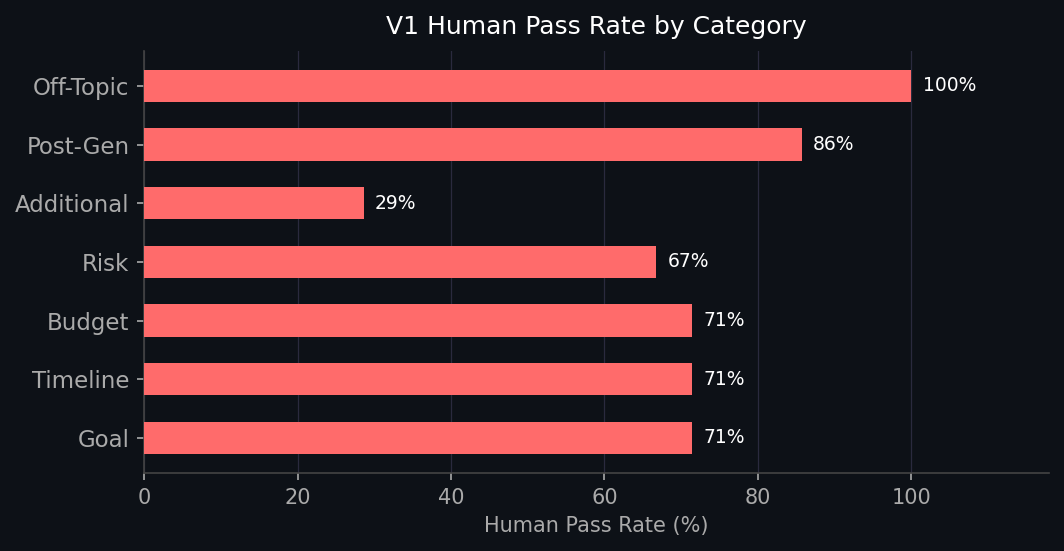 V1 Human Pass Rate by Category
Off-Topic 100%
Post-Gen 86%
Additional 29%
Risk 67%
Budget 71%
Timeline 71%
Goal 71%
0 20 40 60 80 100
Human Pass Rate (%)